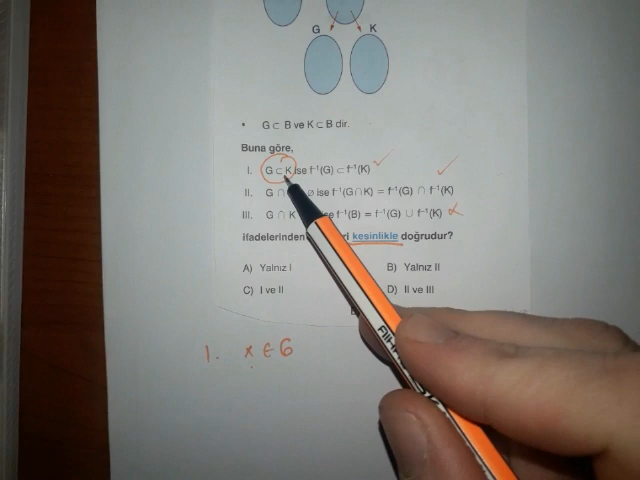 G K
• G ⊂ B ve K ⊂ B dir.
Buna göre,
I. G ⊂ K ise f⁻¹(G) ⊂ f⁻¹(K) ✓
II. G ∩ ø ise f⁻¹(G∩K) = f⁻¹(G) ∩ f⁻¹(K) ✓
III. G ∩ K ise f⁻¹(B) = f⁻¹(G) ∪ f⁻¹(K)
ifadelerinden kesinlikle doğrudur?
A) Yalnız I B) Yalnız II
C) I ve II D) II ve III
1. x ∈ G